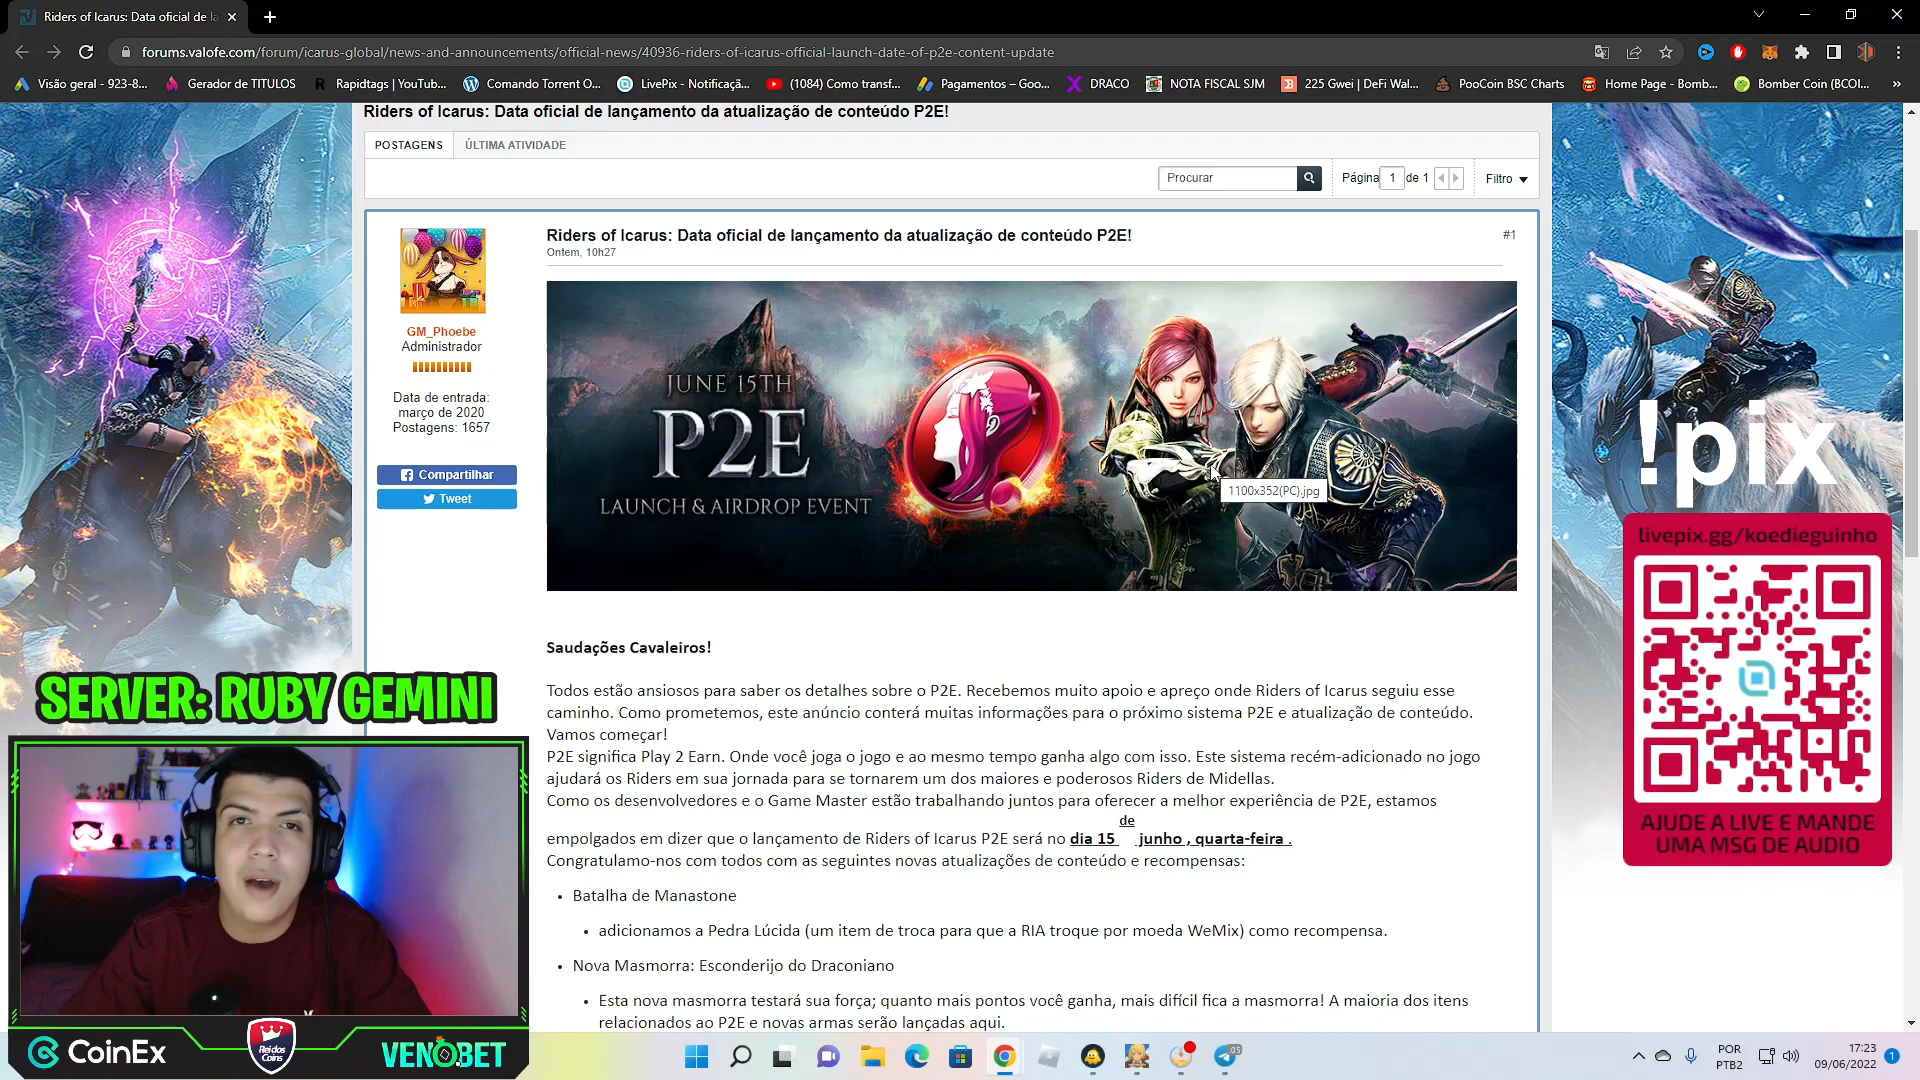 Riders of Icarus: Data oficial de la
forums.valofe.com/forum/icarus-global/news-and-announcements/official-news/40936-riders-of-icarus-official-launch-date-of-p2e-content-update
Visão geral - 923-8...
Gerador de TITULOS
Rapidtags | YouTub...
Comando Torrent O...
LivePix - Notificaçã...
(1084) Como transf...
Pagamentos – Goo...
DRACO
NOTA FISCAL SJM
225 Gwei | DeFi Wal...
PooCoin BSC Charts
Home Page - Bomb...
Bomber Coin (BCOI...
»
Riders of Icarus: Data oficial de lançamento da atualização de conteúdo P2E!
POSTAGENS
ÚLTIMA ATIVIDADE
Procurar
Página 1 de 1
Filtro
Riders of Icarus: Data oficial de lançamento da atualização de conteúdo P2E!
#1
Ontem, 10h27
GM_Phoebe
Administrador
Data de entrada:
março de 2020
Postagens: 1657
Compartilhar
Tweet
JUNE 15TH
P2E
LAUNCH & AIRDROP EVENT
1100x352(PC).jpg
!pix
livepix.gg/koedieguinho
AJUDE A LIVE E MANDE
UMA MSG DE AUDIO
Saudações Cavaleiros!
Todos estão ansiosos para saber os detalhes sobre o P2E. Recebemos muito apoio e apreço onde Riders of Icarus seguiu esse
caminho. Como prometemos, este anúncio conterá muitas informações para o próximo sistema P2E e atualização de conteúdo.
Vamos começar!
P2E significa Play 2 Earn. Onde você joga o jogo e ao mesmo tempo ganha algo com isso. Este sistema recém-adicionado no jogo
ajudará os Riders em sua jornada para se tornarem um dos maiores e poderosos Riders de Midellas.
Como os desenvolvedores e o Game Master estão trabalhando juntos para oferecer a melhor experiência de P2E, estamos
empolgados em dizer que o lançamento de Riders of Icarus P2E será no dia 15 de junho , quarta-feira .
Congratulamo-nos com todos com as seguintes novas atualizações de conteúdo e recompensas:
• Batalha de Manastone
• adicionamos a Pedra Lúcida (um item de troca para que a RIA troque por moeda WeMix) como recompensa.
• Nova Masmorra: Esconderijo do Draconiano
• Esta nova masmorra testará sua força; quanto mais pontos você ganha, mais difícil fica a masmorra! A maioria dos itens
relacionados ao P2E e novas armas serão lançadas aqui.
SERVER: RUBY GEMINI
CoinEx
Rei dos Coins
VENOBET
05
POR
PTB2
17:23
09/06/2022
1